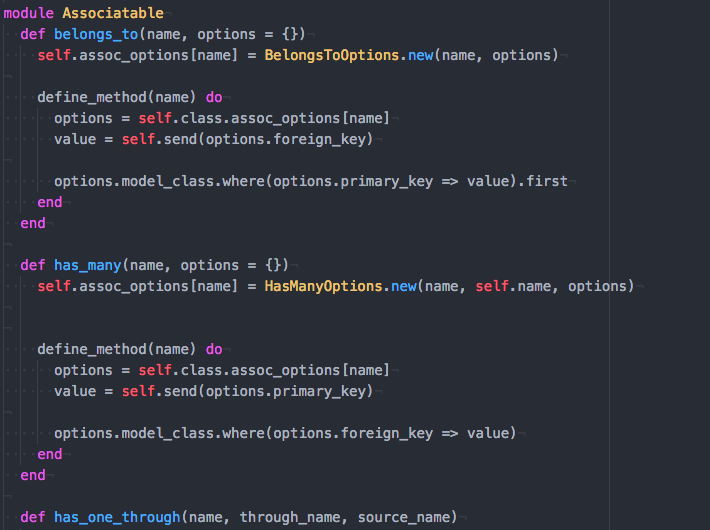 module Associatable
  def belongs_to(name, options = {})
    self.assoc_options[name] = BelongsToOptions.new(name, options)

    define_method(name) do
      options = self.class.assoc_options[name]
      value = self.send(options.foreign_key)

      options.model_class.where(options.primary_key => value).first
    end
  end

  def has_many(name, options = {})
    self.assoc_options[name] = HasManyOptions.new(name, self.name, options)


    define_method(name) do
      options = self.class.assoc_options[name]
      value = self.send(options.primary_key)

      options.model_class.where(options.foreign_key => value)
    end
  end

  def has_one_through(name, through_name, source_name)